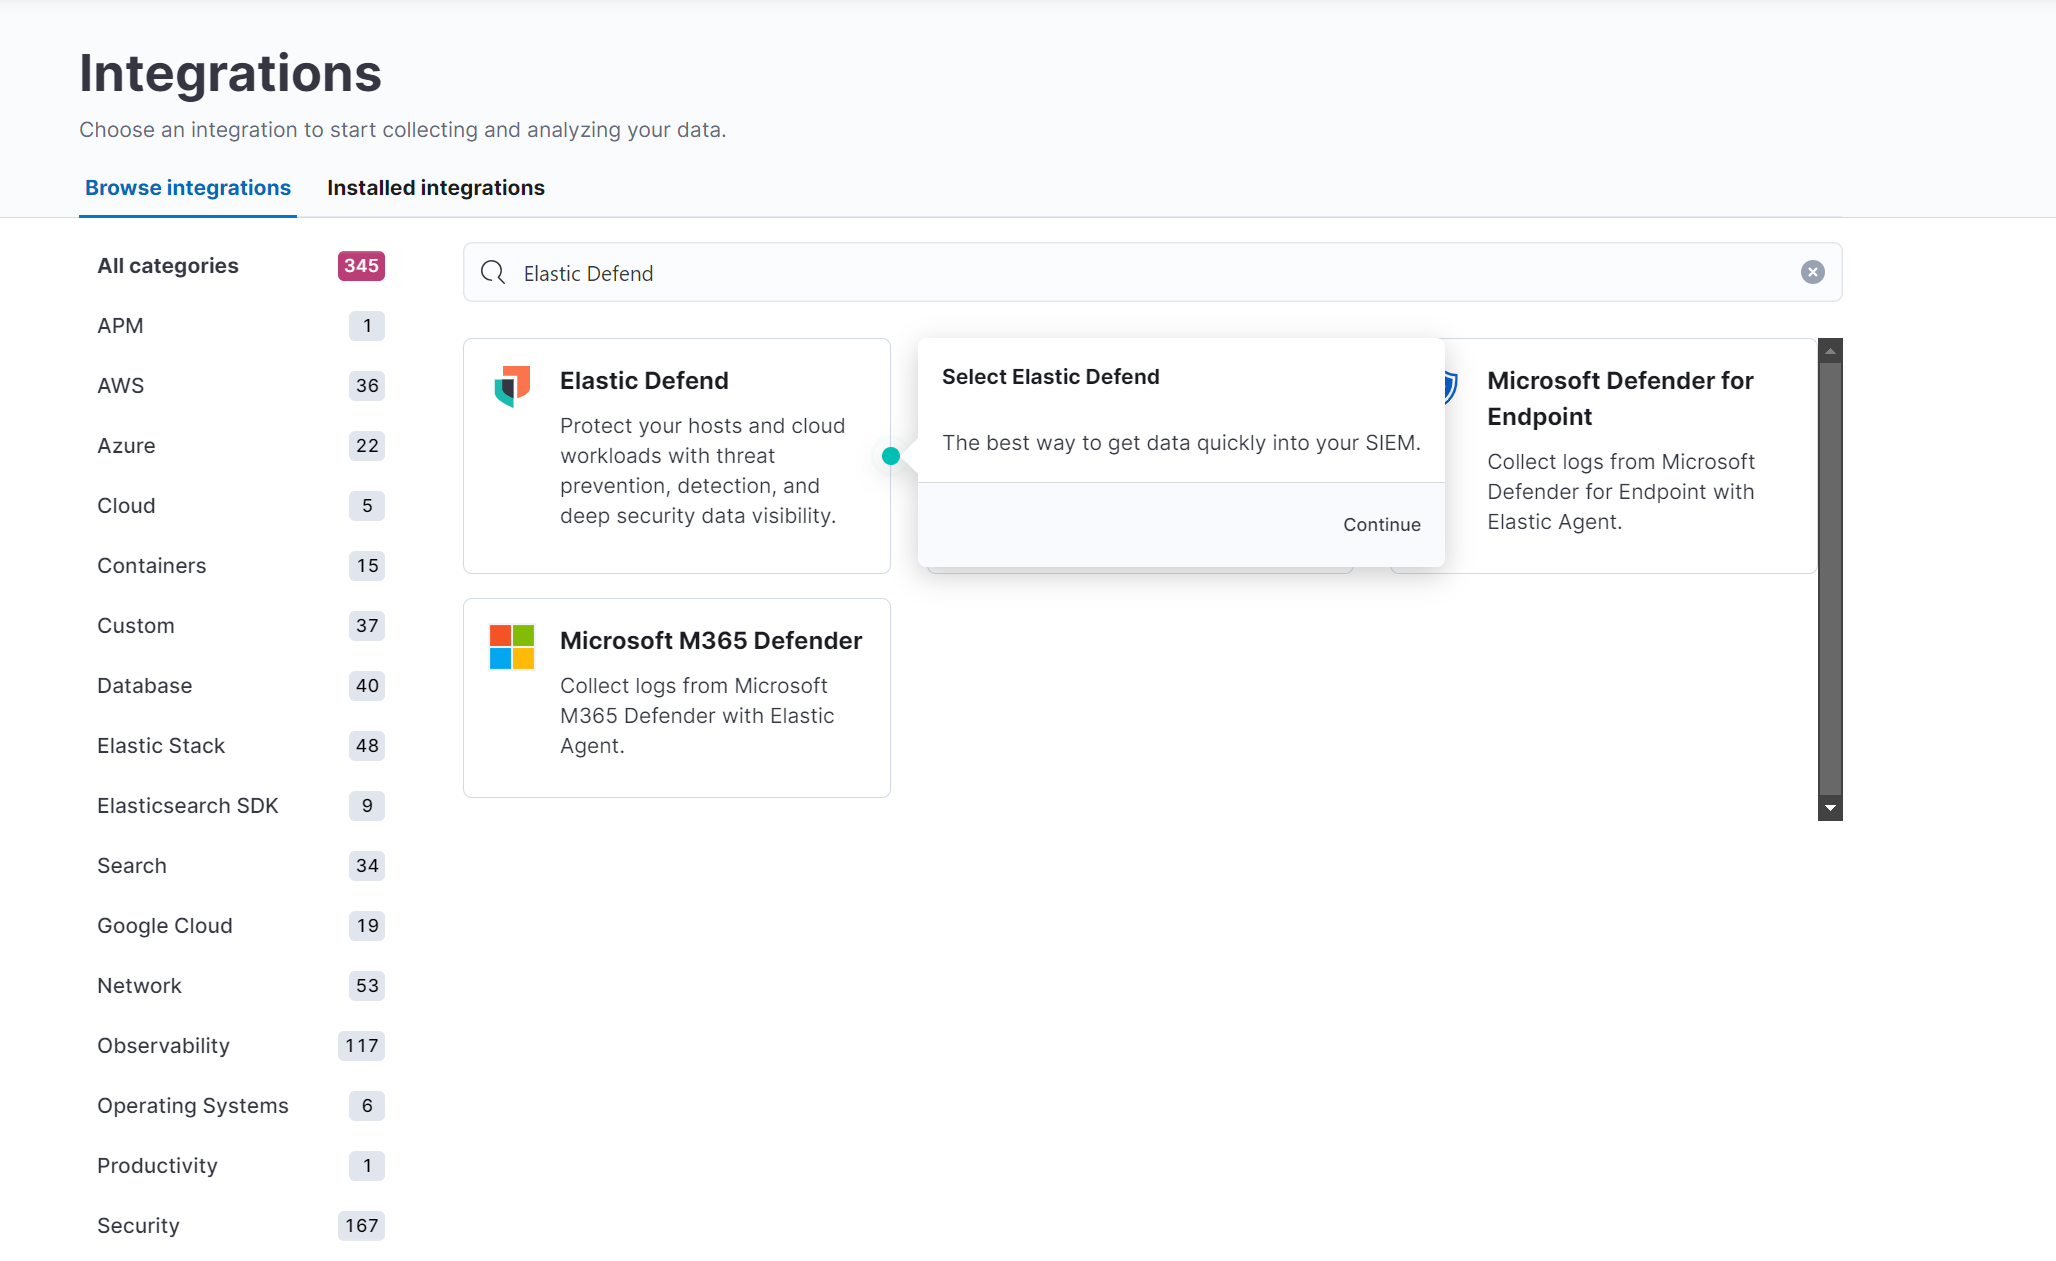 Integrations
Choose an integration to start collecting and analyzing your data.
Browse integrations
Installed integrations
All categories 345
APM 1
AWS 36
Azure 22
Cloud 5
Containers 15
Custom 37
Database 40
Elastic Stack 48
Elasticsearch SDK 9
Search 34
Google Cloud 19
Network 53
Observability 117
Operating Systems 6
Productivity 1
Security 167
Elastic Defend
Elastic Defend
Protect your hosts and cloud
workloads with threat
prevention, detection, and
deep security data visibility.
Select Elastic Defend
The best way to get data quickly into your SIEM.
Continue
Microsoft Defender for
Endpoint
Collect logs from Microsoft
Defender for Endpoint with
Elastic Agent.
Microsoft M365 Defender
Collect logs from Microsoft
M365 Defender with Elastic
Agent.